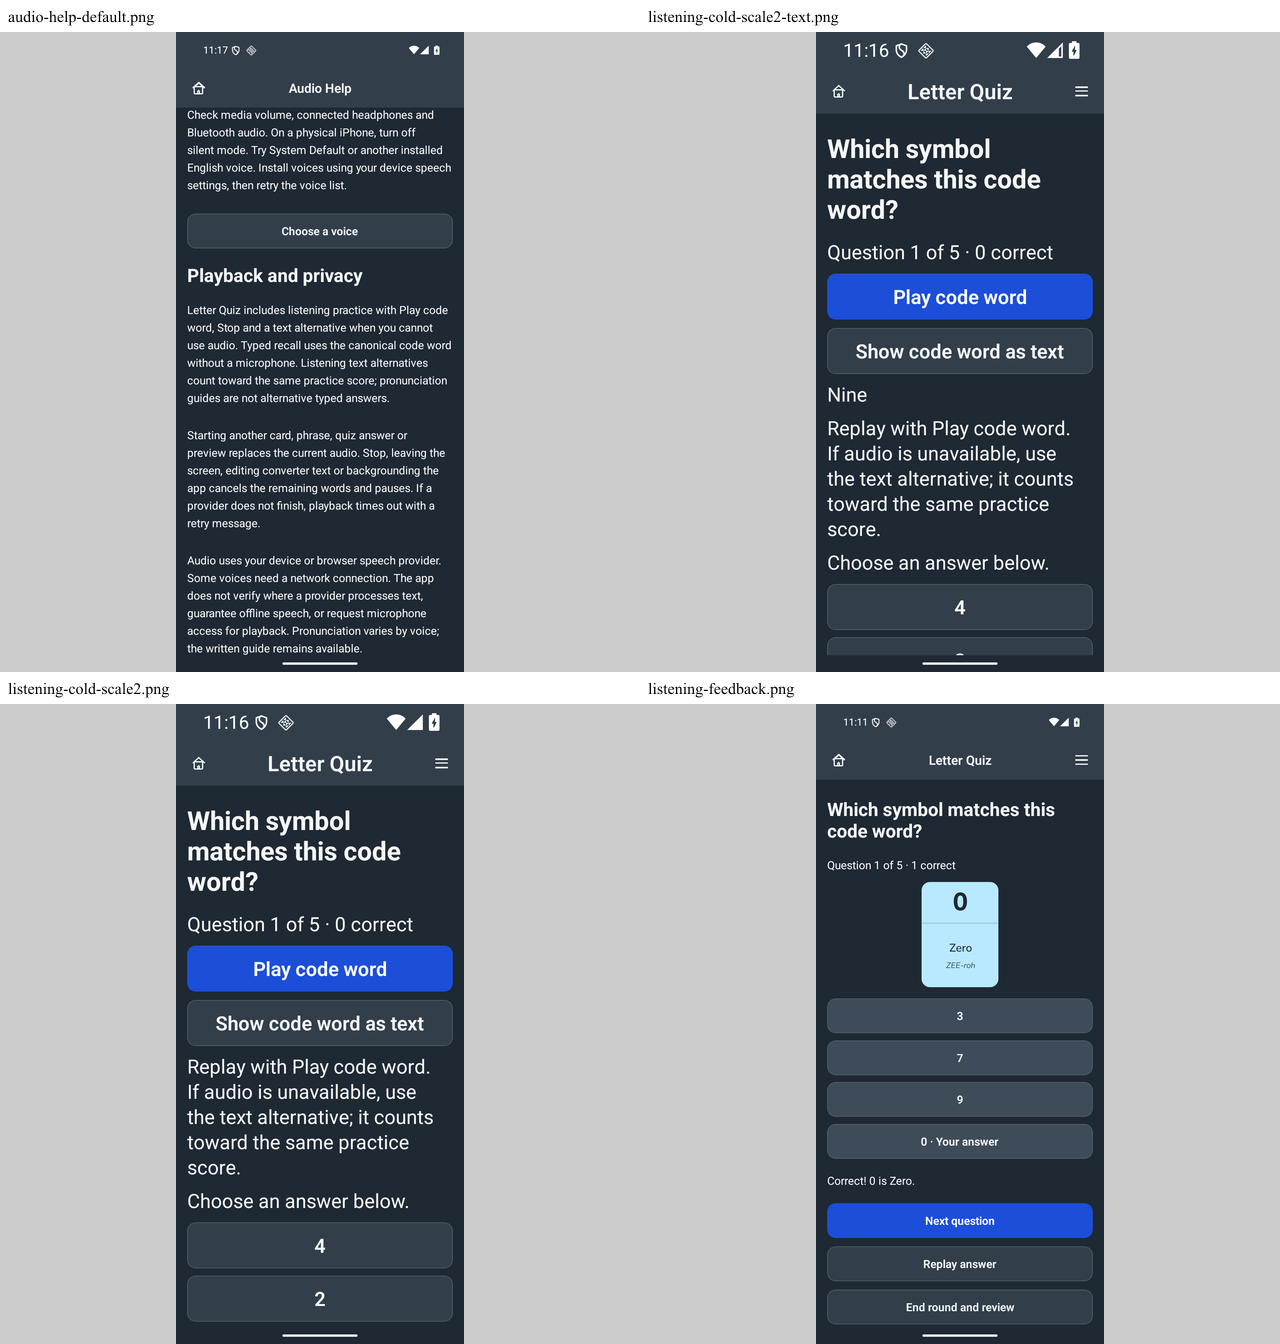 audio-help-default.png
11:17
Audio Help
Check media volume, connected headphones and
Bluetooth audio. On a physical iPhone, turn off
silent mode. Try System Default or another installed
English voice. Install voices using your device speech
settings, then retry the voice list.
Choose a voice
Playback and privacy
Letter Quiz includes listening practice with Play code
word, Stop and a text alternative when you cannot
use audio. Typed recall uses the canonical code word
without a microphone. Listening text alternatives
count toward the same practice score; pronunciation
guides are not alternative typed answers.
Starting another card, phrase, quiz answer or
preview replaces the current audio. Stop, leaving the
screen, editing converter text or backgrounding the
app cancels the remaining words and pauses. If a
provider does not finish, playback times out with a
retry message.
Audio uses your device or browser speech provider.
Some voices need a network connection. The app
does not verify where a provider processes text,
guarantee offline speech, or request microphone
access for playback. Pronunciation varies by voice;
the written guide remains available.
listening-cold-scale2-text.png
11:16
Letter Quiz
Which symbol
matches this code
word?
Question 1 of 5 · 0 correct
Play code word
Show code word as text
Nine
Replay with Play code word.
If audio is unavailable, use
the text alternative; it counts
toward the same practice
score.
Choose an answer below.
4
listening-cold-scale2.png
11:16
Letter Quiz
Which symbol
matches this code
word?
Question 1 of 5 · 0 correct
Play code word
Show code word as text
Replay with Play code word.
If audio is unavailable, use
the text alternative; it counts
toward the same practice
score.
Choose an answer below.
4
2
listening-feedback.png
11:11
Letter Quiz
Which symbol matches this
code word?
Question 1 of 5 · 1 correct
0
Zero
ZEE-roh
3
7
9
0 · Your answer
Correct! 0 is Zero.
Next question
Replay answer
End round and review